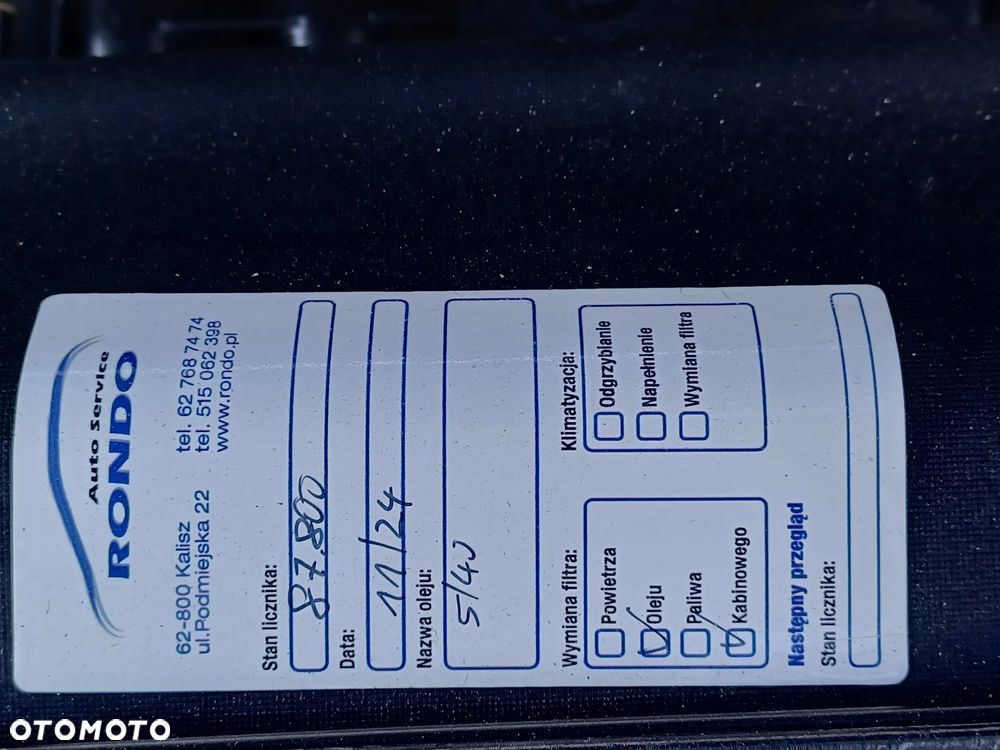 Auto Service
RONDO
62-800 Kalisz
ul.Podmiejska 22
tel. 62 768 74 74
tel. 515 062 398
www.rondo.pl
Stan licznika:
87.800
Data:
11/24
Nazwa oleju:
5/40
Wymiana filtra:
Powietrza
Oleju
Paliwa
Kabinowego
Klimatyzacja:
Odgrzybianie
Napełnienie
Wymiana filtra
Następny przegląd
Stan licznika:
OTOMOTO